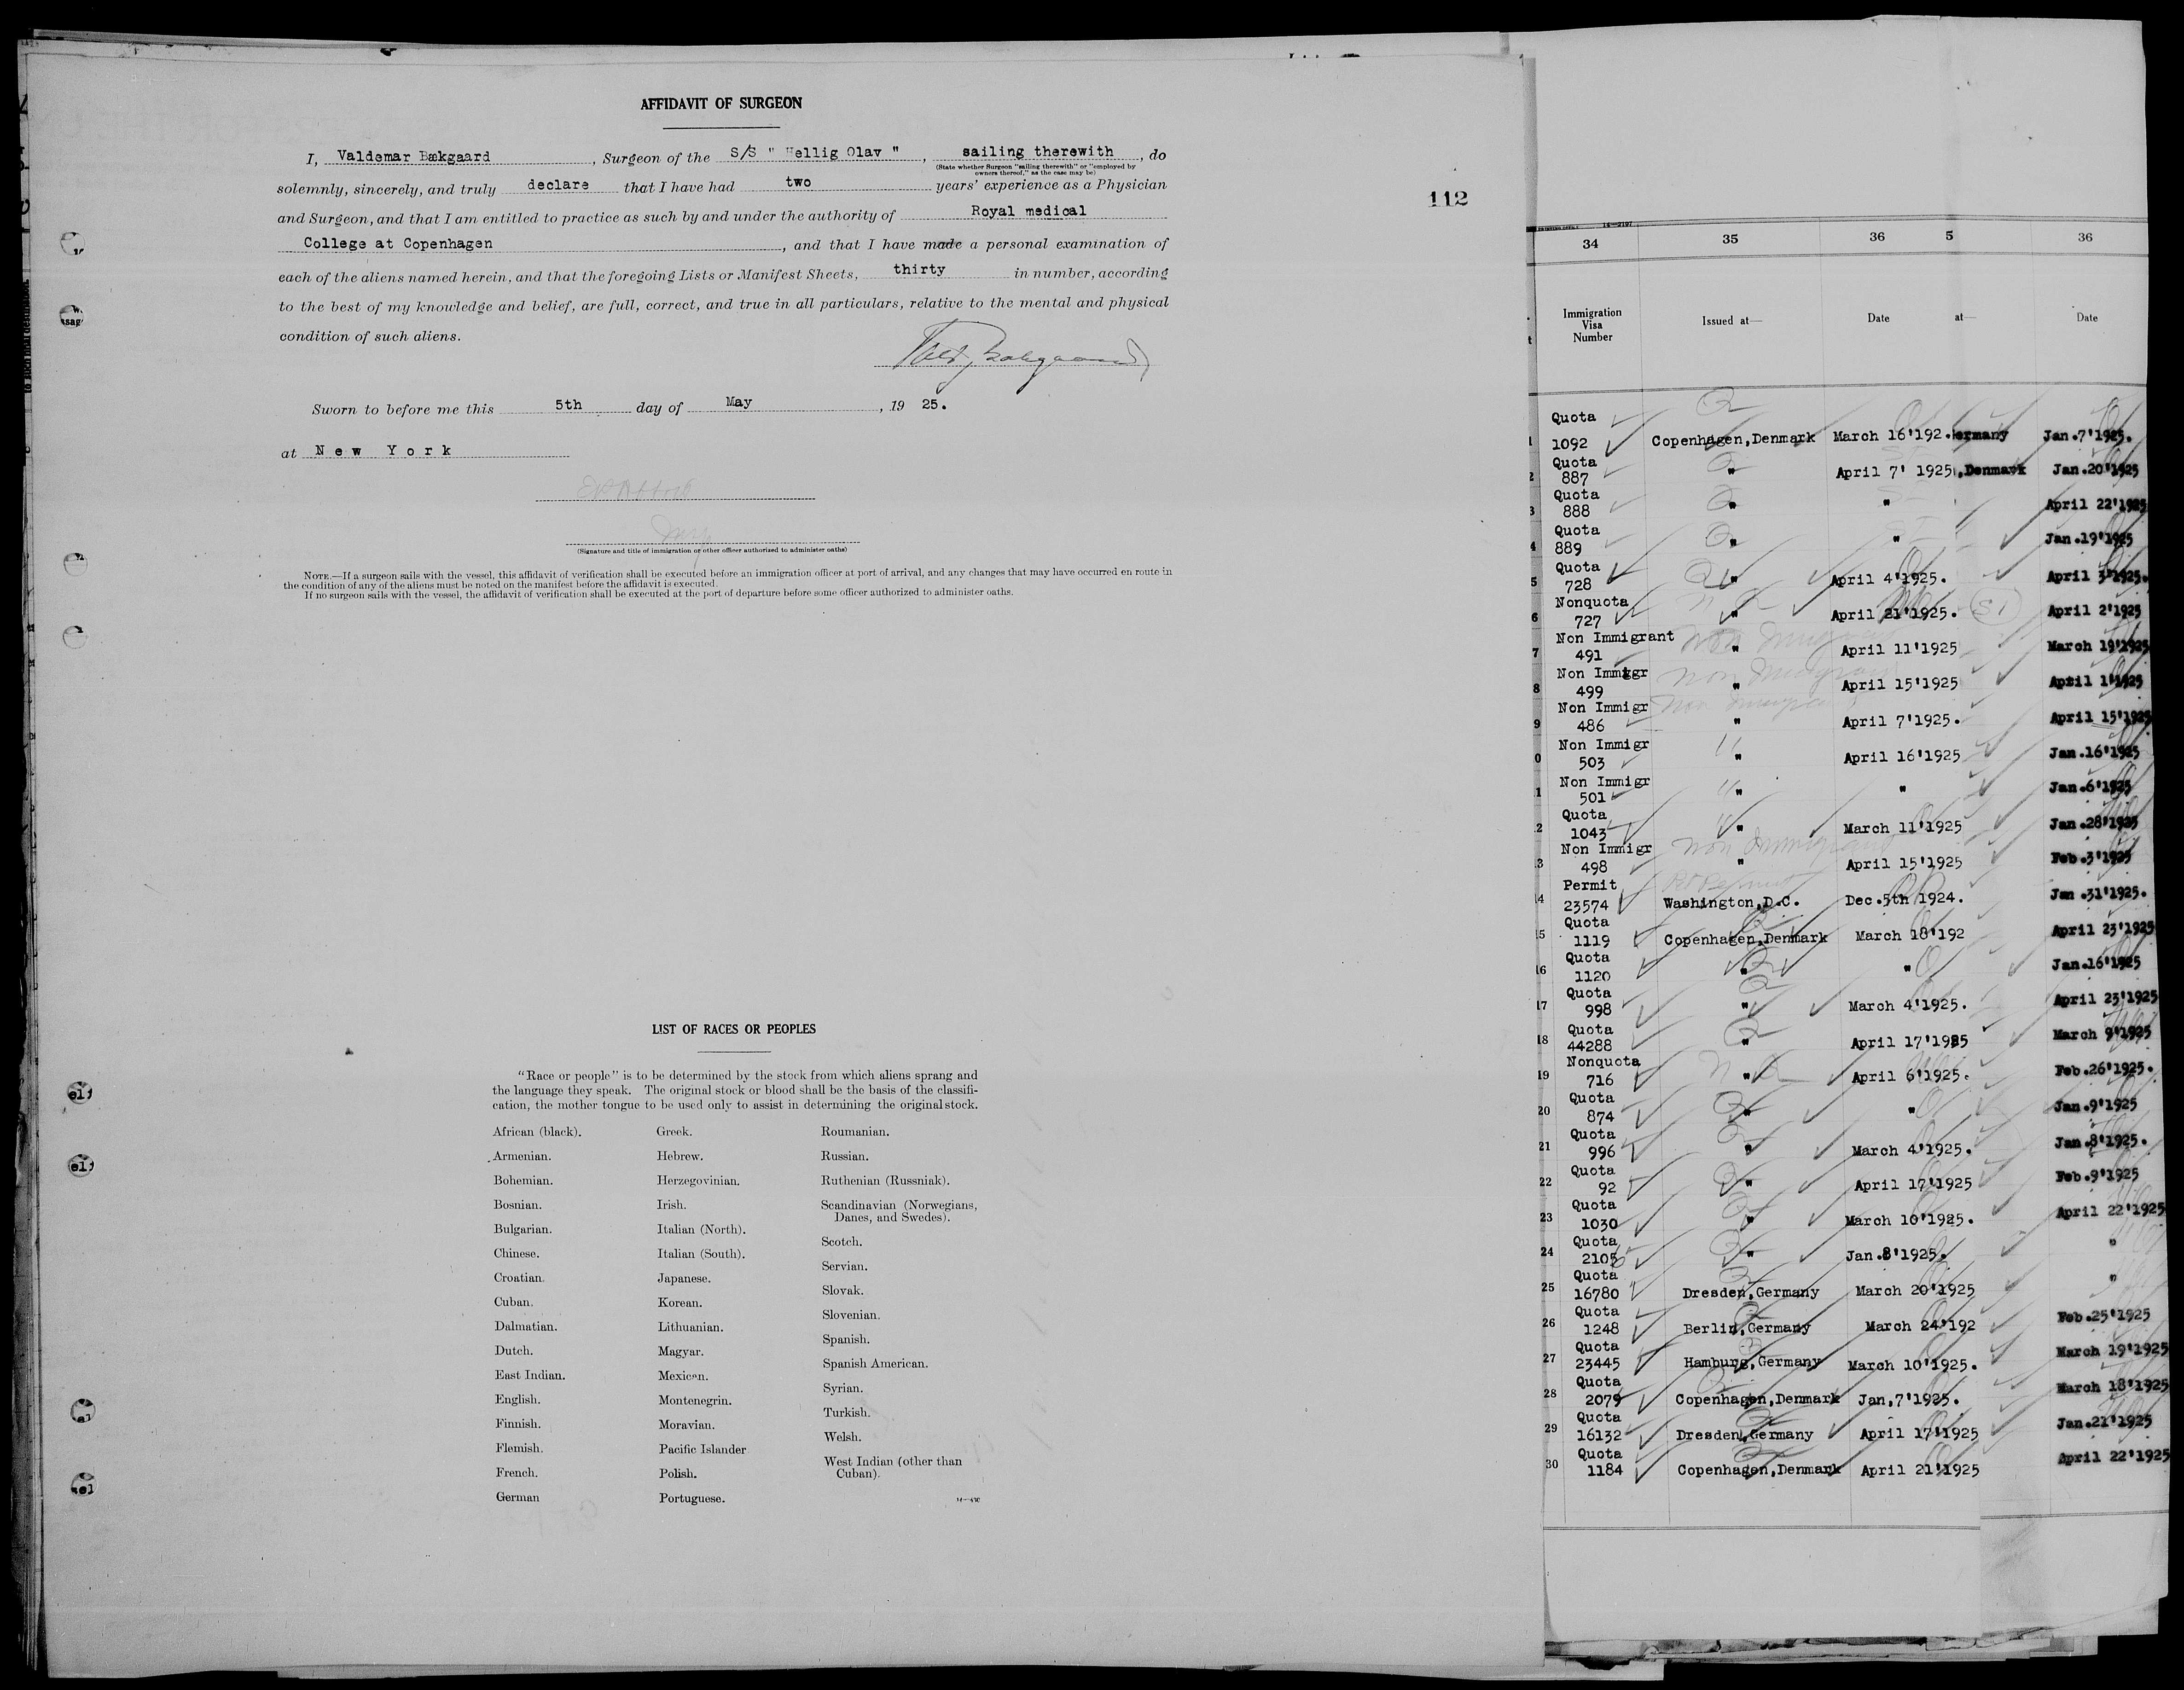 AFFIDAVIT OF SURGEON
I, Valdemar Bækgaard, Surgeon of the S/S " Hellig Olav ", sailing therewith, do
(State whether Surgeon "sailing therewith" or "employed by
owners thereof," as the case may be)
solemnly, sincerely, and truly declare that I have had two years' experience as a Physician
and Surgeon, and that I am entitled to practice as such by and under the authority of Royal medical
College at Copenhagen, and that I have made a personal examination of
each of the aliens named herein, and that the foregoing Lists or Manifest Sheets, thirty in number, according
to the best of my knowledge and belief, are full, correct, and true in all particulars, relative to the mental and physical
condition of such aliens.
Sworn to before me this 5th day of May, 19 25.
at New York
(Signature and title of immigration or other officer authorized to administer oaths)
NOTE.—If a surgeon sails with the vessel, this affidavit of verification shall be executed before an immigration officer at port of arrival, and any changes that may have occurred en route in
the condition of any of the aliens must be noted on the manifest before the affidavit is executed.
If no surgeon sails with the vessel, the affidavit of verification shall be executed at the port of departure before some officer authorized to administer oaths.
112
LIST OF RACES OR PEOPLES
"Race or people" is to be determined by the stock from which aliens sprang and
the language they speak. The original stock or blood shall be the basis of the classifi-
cation, the mother tongue to be used only to assist in determining the original stock.
African (black).
Armenian.
Bohemian.
Bosnian.
Bulgarian.
Chinese.
Croatian.
Cuban.
Dalmatian.
Dutch.
East Indian.
English.
Finnish.
Flemish.
French.
German
Greek.
Hebrew.
Herzegovinian.
Irish.
Italian (North).
Italian (South).
Japanese.
Korean.
Lithuanian.
Magyar.
Mexican.
Montenegrin.
Moravian.
Pacific Islander
Polish.
Portuguese.
Roumanian.
Russian.
Ruthenian (Russniak).
Scandinavian (Norwegians,
Danes, and Swedes).
Scotch.
Servian.
Slovak.
Slovenian.
Spanish.
Spanish American.
Syrian.
Turkish.
Welsh.
West Indian (other than
Cuban).
34 35 36 5 36
Immigration
Visa
Number
Issued at—
Date
at—
Date
Quota
1092 Copenhagen,Denmark March 16'192. Jan.7'1925.
Quota
887 " April 7' 1925 ,Denmark Jan.20'1925
Quota
888 " " April 22'1925
Quota
889 " " Jan.19'1925
Quota
728 " April 4'1925. April 3'1925.
Nonquota
727 " April 21'1925. SI April 2'1925
Non Immigrant
491 " April 11'1925 March 19'1925
Non Immigr
499 " April 15'1925 April 1'1925
Non Immigr
486 " April 7'1925. April 15'1925
Non Immigr
503 " April 16'1925 Jan.16'1925
Non Immigr
501 " " Jan.6'1925
Quota
1043 " March 11'1925 Jan.28'1925
Non Immigr
498 " April 15'1925 Feb.3'1925
Permit
23574 Washington,D.C. Dec.5th 1924. Jan.31'1925.
Quota
1119 Copenhagen,Denmark March 18'192 April 23'1925
Quota
1120 " " Jan.16'1925
17 Quota
998 " March 4'1925. April 23'1925
18 Quota
44288 " April 17'1925 March 9'1925
19 Nonquota
716 " April 6'1925. Feb.26'1925.
20 Quota
874 " " Jan.9'1925
21 Quota
996 " March 4'1925. Jan.8'1925.
22 Quota
92 " April 17'1925 Feb.9'1925
23 Quota
1030 " March 10'1925. April 22'1925
24 Quota
2105 " Jan.8'1925. "
25 Quota
16780 Dresden,Germany March 20'1925 "
26 Quota
1248 Berlin,Germany March 24'192 Feb.25'1925
27 Quota
23445 Hamburg,Germany March 10'1925. March 19'1925
28 Quota
2079 Copenhagen,Denmark Jan,7'1925. March 18'1925
29 Quota
16132 Dresden,Germany April 17'1925 Jan.21'1925
30 Quota
1184 Copenhagen,Denmark April 21'1925 April 22'1925